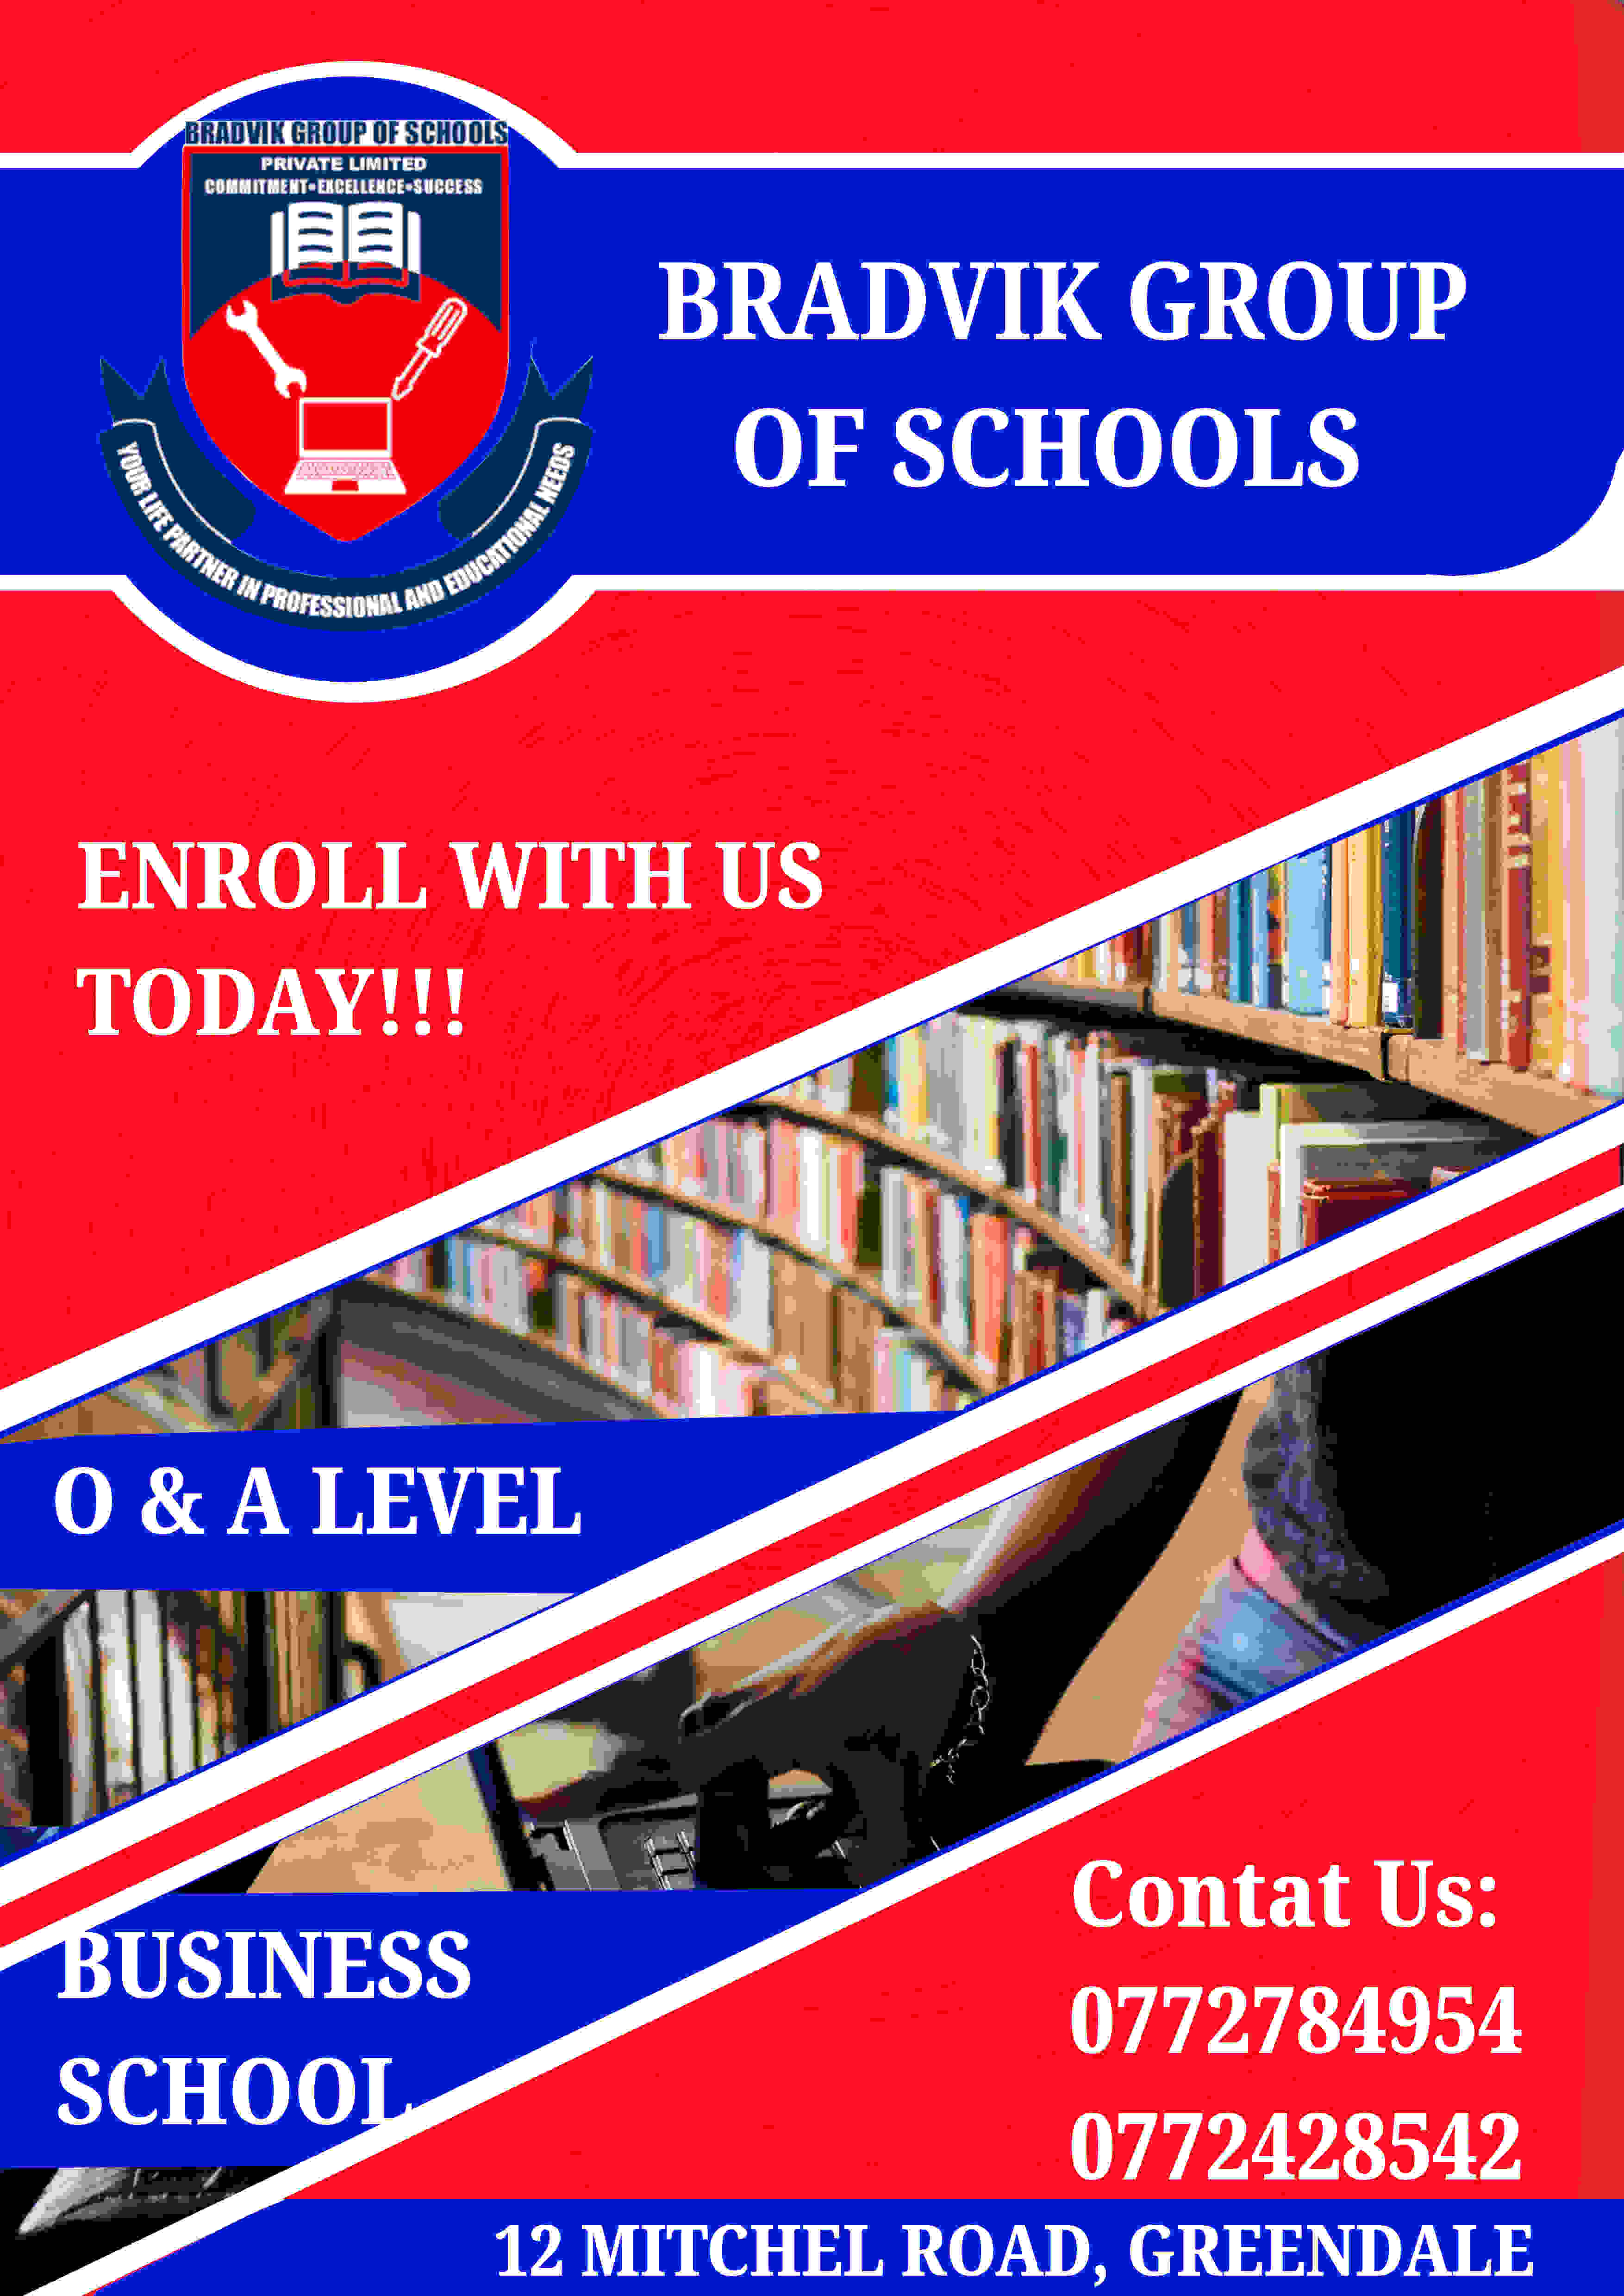 BRADVIK GROUP OF SCHOOLS
PRIVATE LIMITED
COMMITMENT•EXCELLENCE•SUCCESS
YOUR LIFE PARTNER IN PROFESSIONAL AND EDUCATIONAL NEEDS
BRADVIK GROUP
OF SCHOOLS
ENROLL WITH US
TODAY!!!
O & A LEVEL
BUSINESS
SCHOOL
Contat Us:
0772784954
0772428542
12 MITCHEL ROAD, GREENDALE